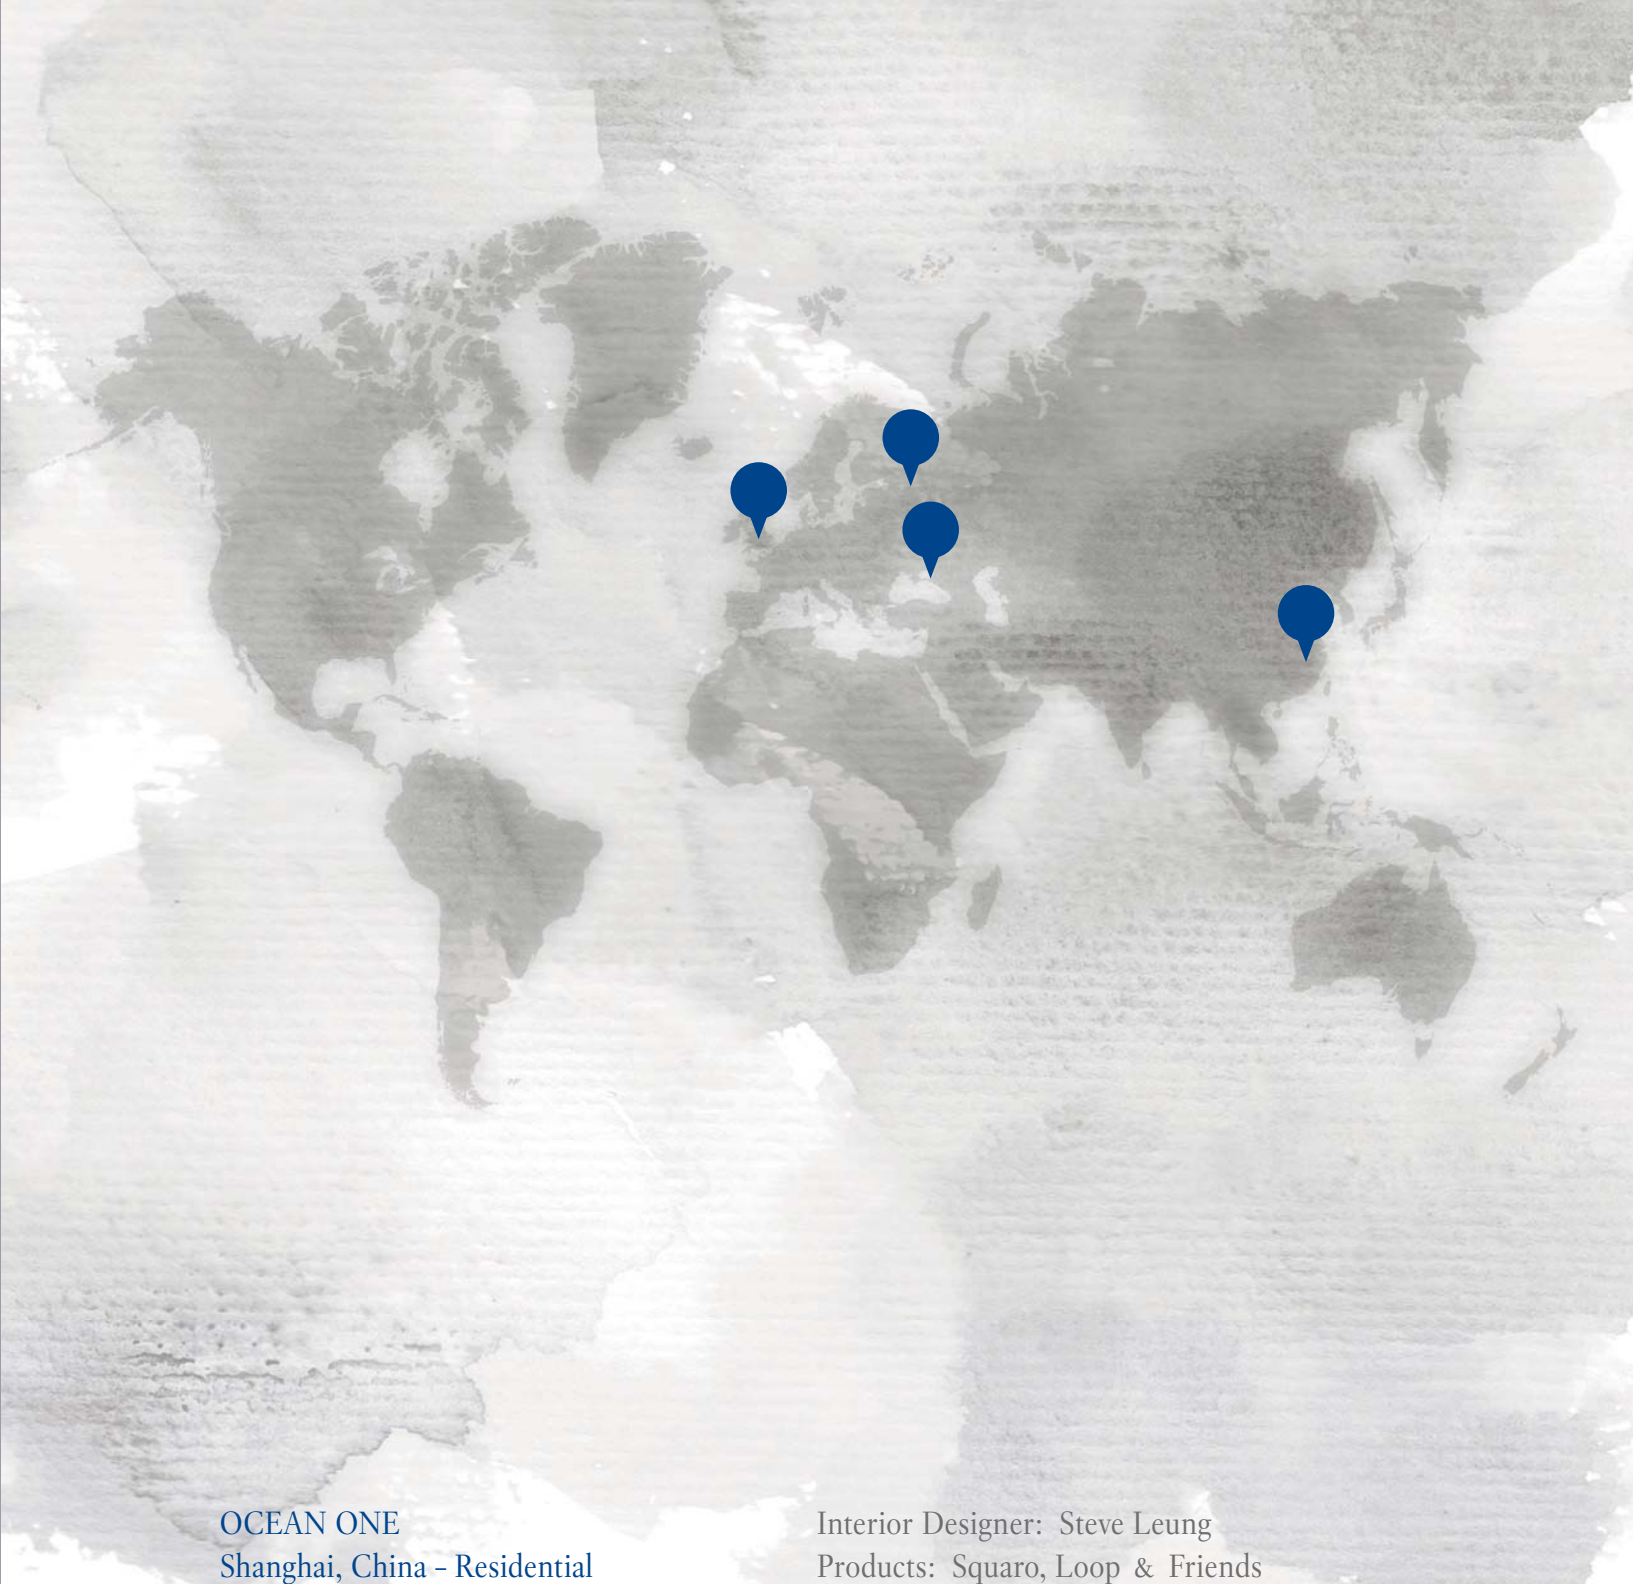 OCEAN ONE
Shanghai, China – Residential
Interior Designer: Steve Leung
Products: Squaro, Loop & Friends